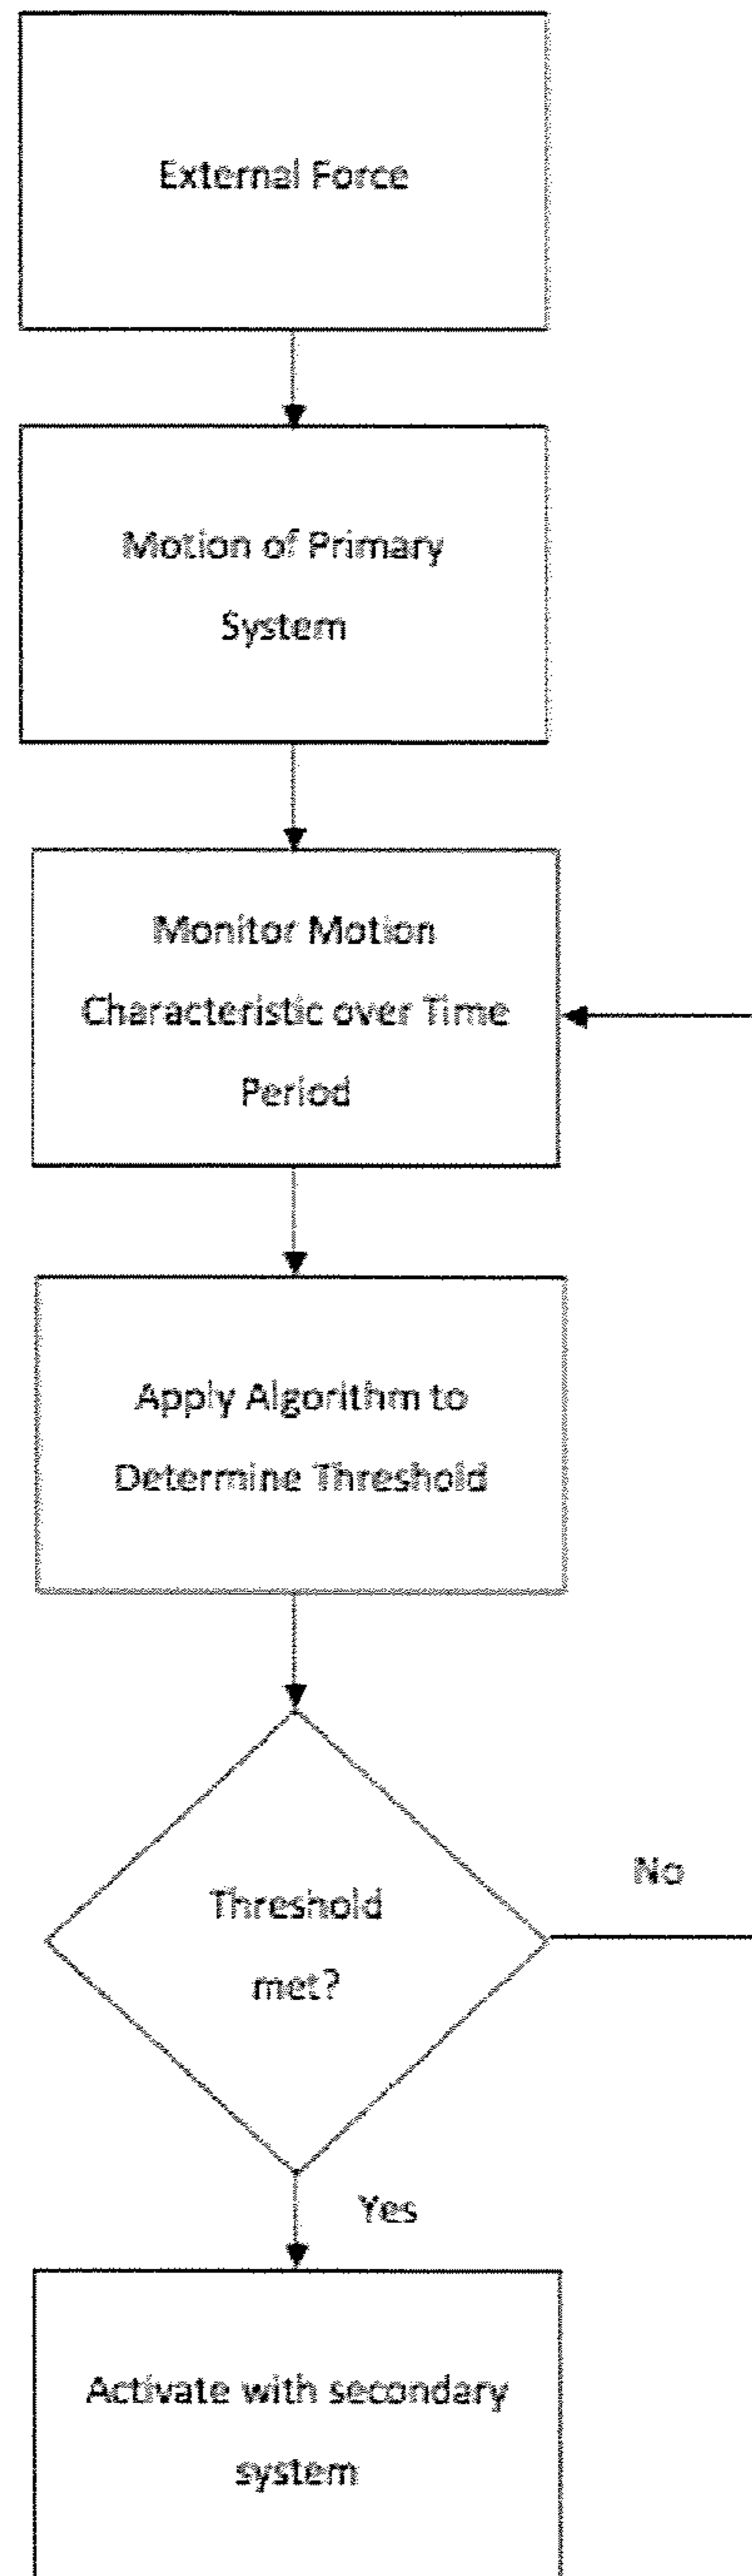 External Force
Motion of Primary
System
Monitor Motion
Characteristic over Time
Period
Apply Algorithm to
Determine Threshold
Threshold
met?
No
Yes
Activate with secondary
system